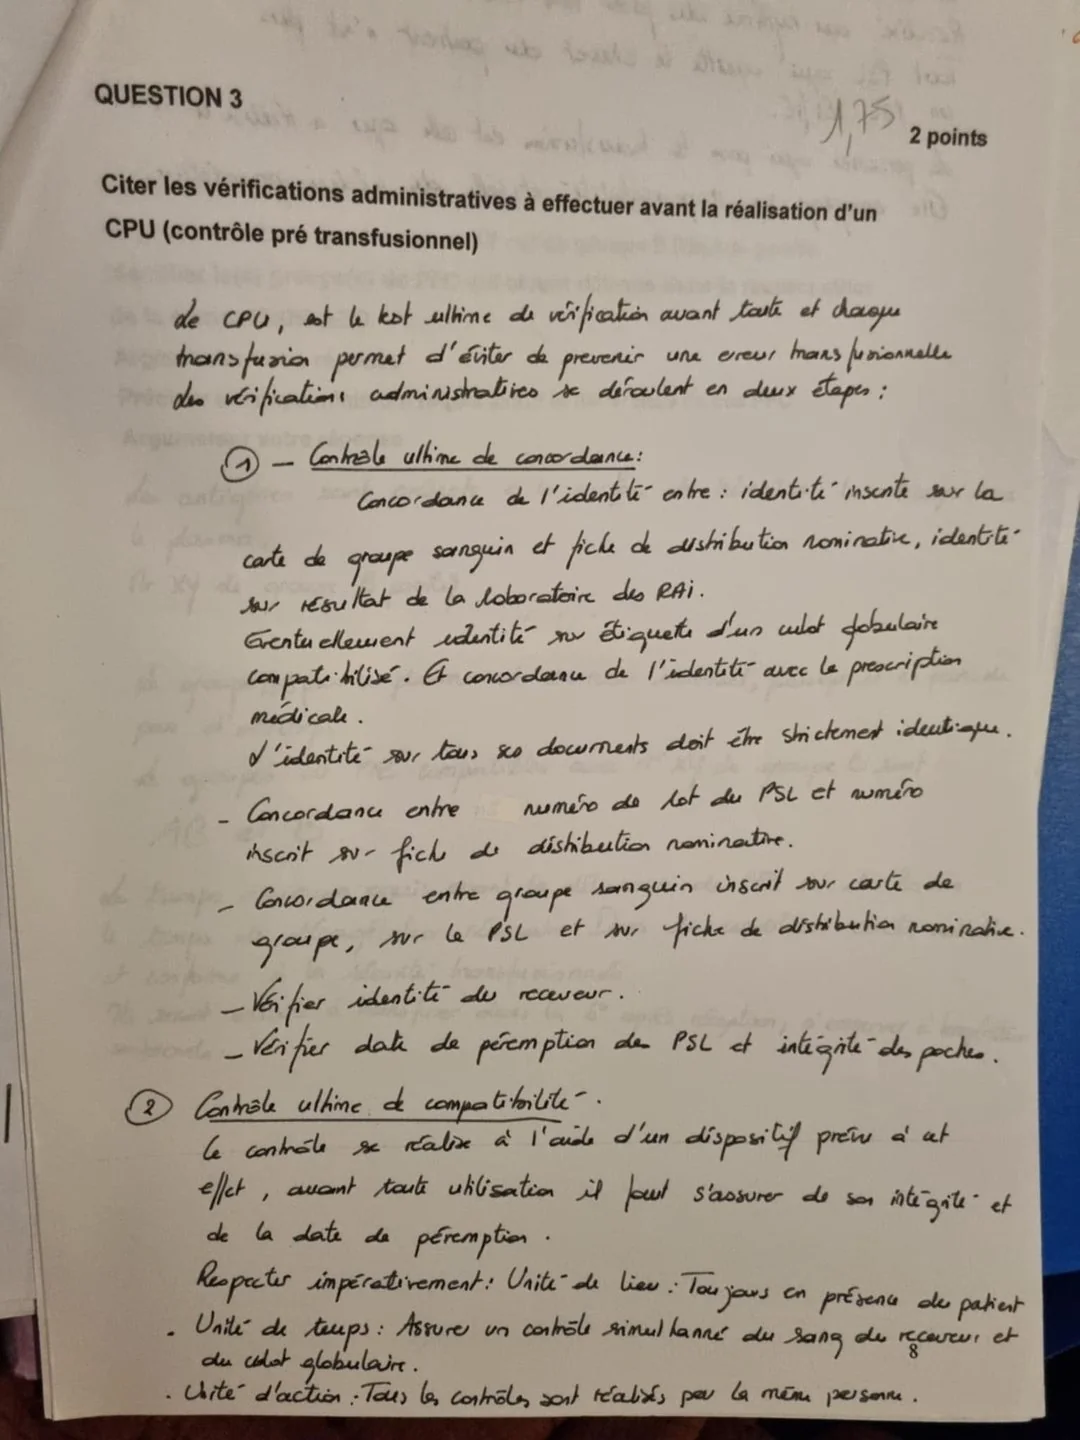 QUESTION 3
1,75
2 points
Citer les vérifications administratives à effectuer avant la réalisation d'un
CPU (contrôle pré transfusionnel)
Le CPU, est le test ultime de vérification avant toute et chaque
transfusion permet d'éviter de prevenir une erreur transfusionnelle
des vérifications administratives se déroulent en deux étapes :
1 - Contrôle ultime de concordance :
Concordance de l'identité entre : identité inscrite sur la
carte de groupe sanguin et fiche de distribution nominative, identité
sur résultat de la laboratoire des RAI.
Eventuellement identité sur étiquette d'un culot globulaire
compatibilisé. Et concordance de l'identité avec la prescription
médicale.
L'identité sur tous ses documents doit être strictement identique.
- Concordance entre numéro de lot du PSL et numéro
inscrit sur fiche de distribution nominative.
- Concordance entre groupe sanguin inscrit sur carte de
groupe, sur le PSL et sur fiche de distribution nominative.
- Vérifier identité du receveur.
- Vérifier date de péremption des PSL et intégrité des poches.
2 Contrôle ultime de compatibilité.
Le contrôle se réalise à l'aide d'un dispositif prévu à cet
effet, avant toute utilisation il faut s'assurer de son intégrité et
de la date de péremption.
Respecter impérativement : Unité de lieu : Toujours en présence du patient
. Unité de temps : Assurer un contrôle simultanné du sang du receveur et
8
du culot globulaire.
. Unité d'action : Tous les contrôles sont réalisés par la même personne.